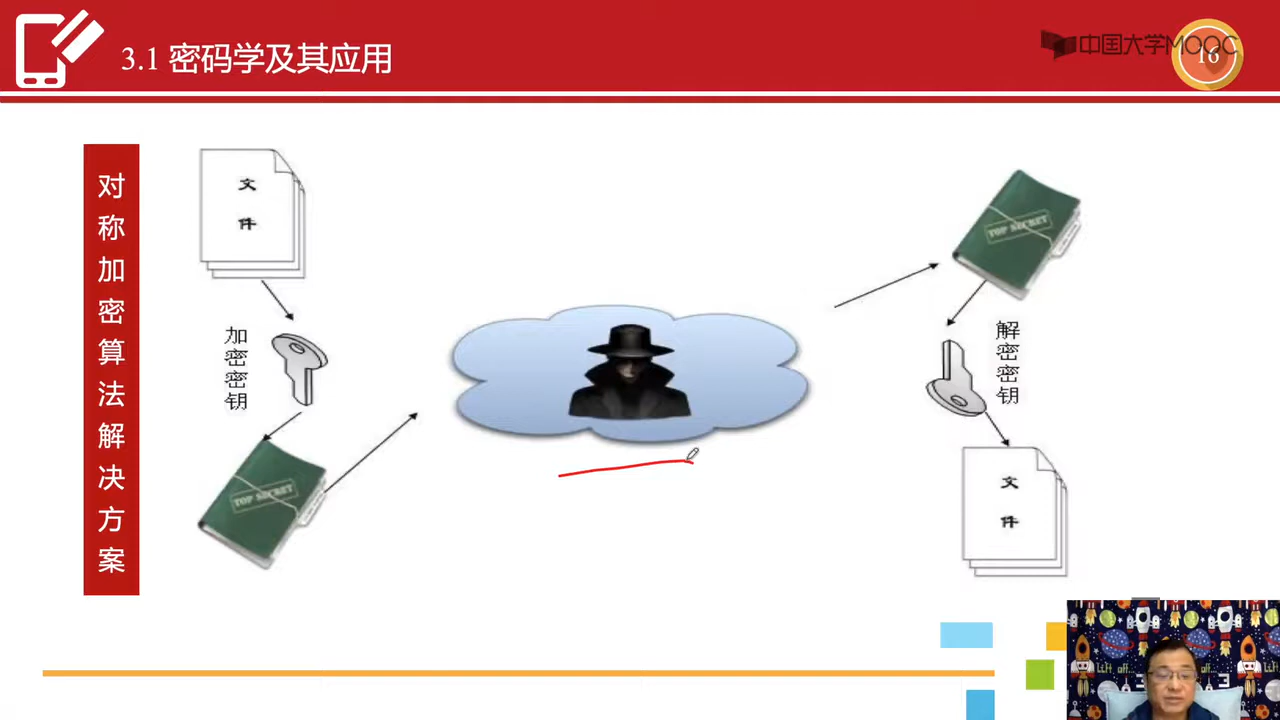 3.1 密码学及其应用
中国大学MOOC
16
对称加密算法解决方案
文件
加密密钥
TOP SECRET
TOP SECRET
解密密钥
文件